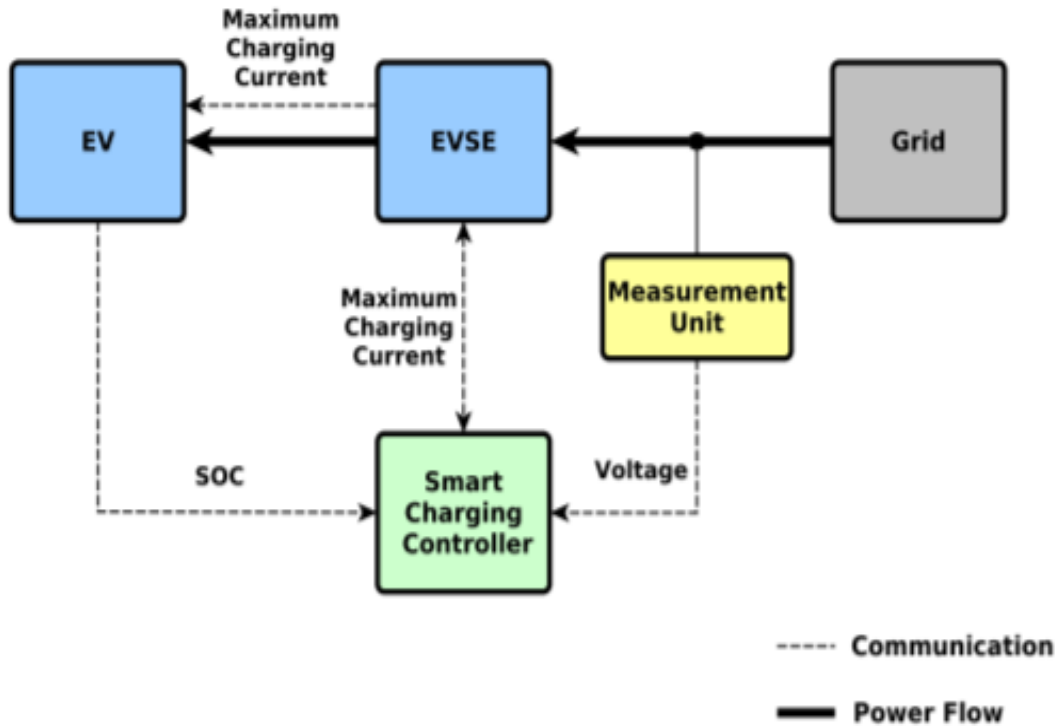 Maximum
Charging
Current
EV
EVSE
Grid
Maximum
Charging
Current
Measurement
Unit
SOC
Smart
Charging
Controller
Voltage
Communication
Power Flow